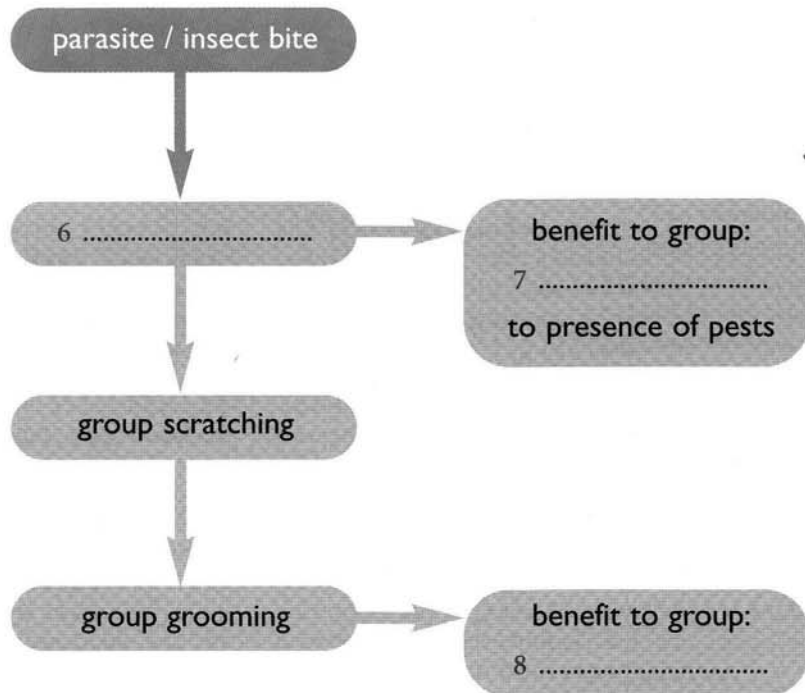 parasite / insect bite
6 ..................................
benefit to group:
7 ..................................
to presence of pests
group scratching
group grooming
benefit to group:
8 ..................................